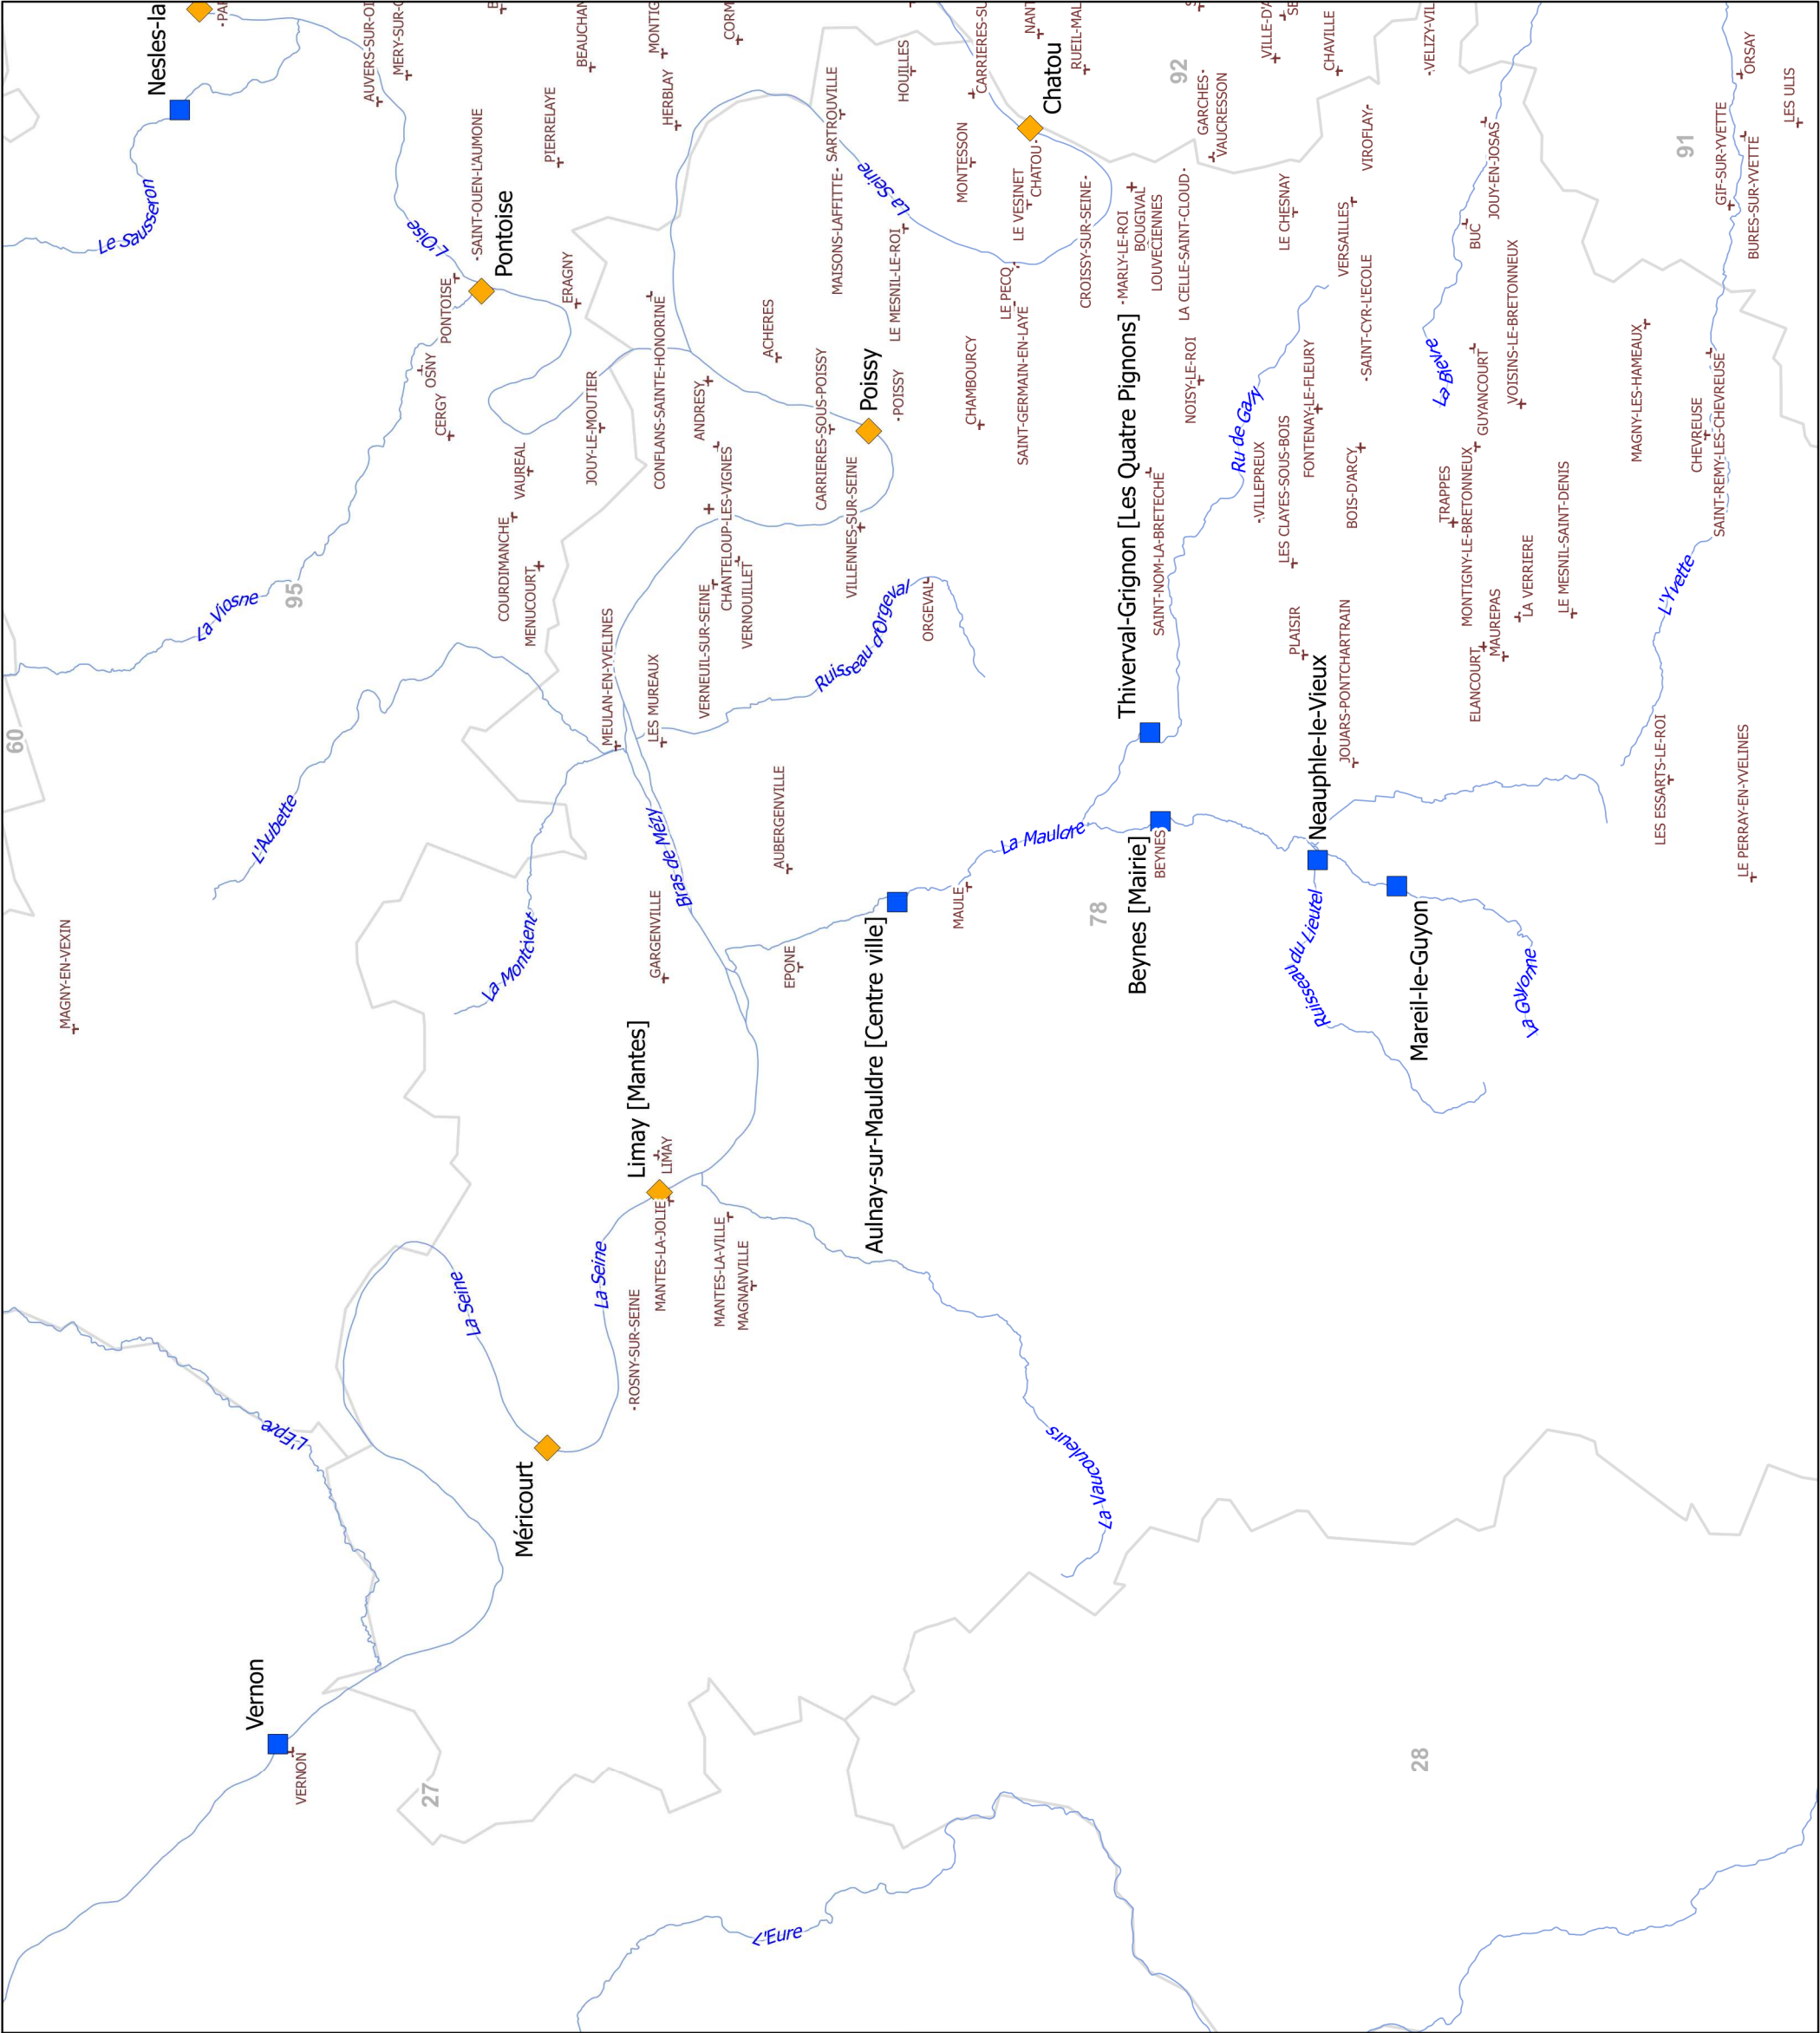 Vernon
VERNON
27
L'Epre
MAGNY-EN-VEXIN
L'Aubette
60
La Viosne
95
Le Sausseron
Nesles-la
AUVERS-SUR-OI
MERY-SUR-O
L'Oise
Pontoise
PONTOISE
SAINT-OUEN-L'AUMONE
OSNY
CERGY
ERAGNY
PIERRELAYE
BEAUCHAN
MONTIG
HERBLAY
CORM
VAUREAL
JOUY-LE-MOUTIER
COURDIMANCHE
MENUCOURT
CONFLANS-SAINTE-HONORINE
ANDRESY
CHANTELOUP-LES-VIGNES
ACHERES
MAISONS-LAFFITTE
SARTROUVILLE
HOUILLES
CARRIERES-SU
NANT
RUEIL-MAL
La Seine
LE MESNIL-LE-ROI
MONTESSON
LE VESINET
Chatou
CHATOU
CROISSY-SUR-SEINE
LE PECQ
SAINT-GERMAIN-EN-LAYE
CHAMBOURCY
Poissy
POISSY
CARRIERES-SOUS-POISSY
VILLENNES-SUR-SEINE
VERNEUIL-SUR-SEINE
VERNOUILLET
MEULAN-EN-YVELINES
LES MUREAUX
Ruisseau d'Orgeval
ORGEVAL
La Montcient
Bras de Mézy
GARGENVILLE
AUBERGENVILLE
EPONE
Limay [Mantes]
LIMAY
MANTES-LA-JOLIE
MANTES-LA-VILLE
MAGNANVILLE
ROSNY-SUR-SEINE
La Seine
La Seine
Méricourt
La Vaucouleurs
Aulnay-sur-Mauldre [Centre ville]
MAULE
La Mauldre
Beynes [Mairie]
BEYNES
78
Thiverval-Grignon [Les Quatre Pignons]
SAINT-NOM-LA-BRETECHE
NOISY-LE-ROI
MARLY-LE-ROI
BOUGIVAL
LOUVECIENNES
LA CELLE-SAINT-CLOUD
92
GARCHES
VAUCRESSON
VILLE-D'A
SE
CHAVILLE
LE CHESNAY
VERSAILLES
VIROFLAY
VELIZY-VIL
Ru de Gally
VILLEPREUX
LES CLAYES-SOUS-BOIS
FONTENAY-LE-FLEURY
SAINT-CYR-L'ECOLE
BOIS-D'ARCY
PLAISIR
JOUARS-PONTCHARTRAIN
Neauphle-le-Vieux
Ruisseau du Lieutel
Mareil-le-Guyon
La Guyonne
La Bièvre
BUC
JOUY-EN-JOSAS
GUYANCOURT
VOISINS-LE-BRETONNEUX
TRAPPES
MONTIGNY-LE-BRETONNEUX
ELANCOURT
MAUREPAS
LA VERRIERE
LE MESNIL-SAINT-DENIS
MAGNY-LES-HAMEAUX
CHEVREUSE
SAINT-REMY-LES-CHEVREUSE
L'Yvette
LES ESSARTS-LE-ROI
LE PERRAY-EN-YVELINES
91
GIF-SUR-YVETTE
BURES-SUR-YVETTE
ORSAY
LES ULIS
28
L'Eure